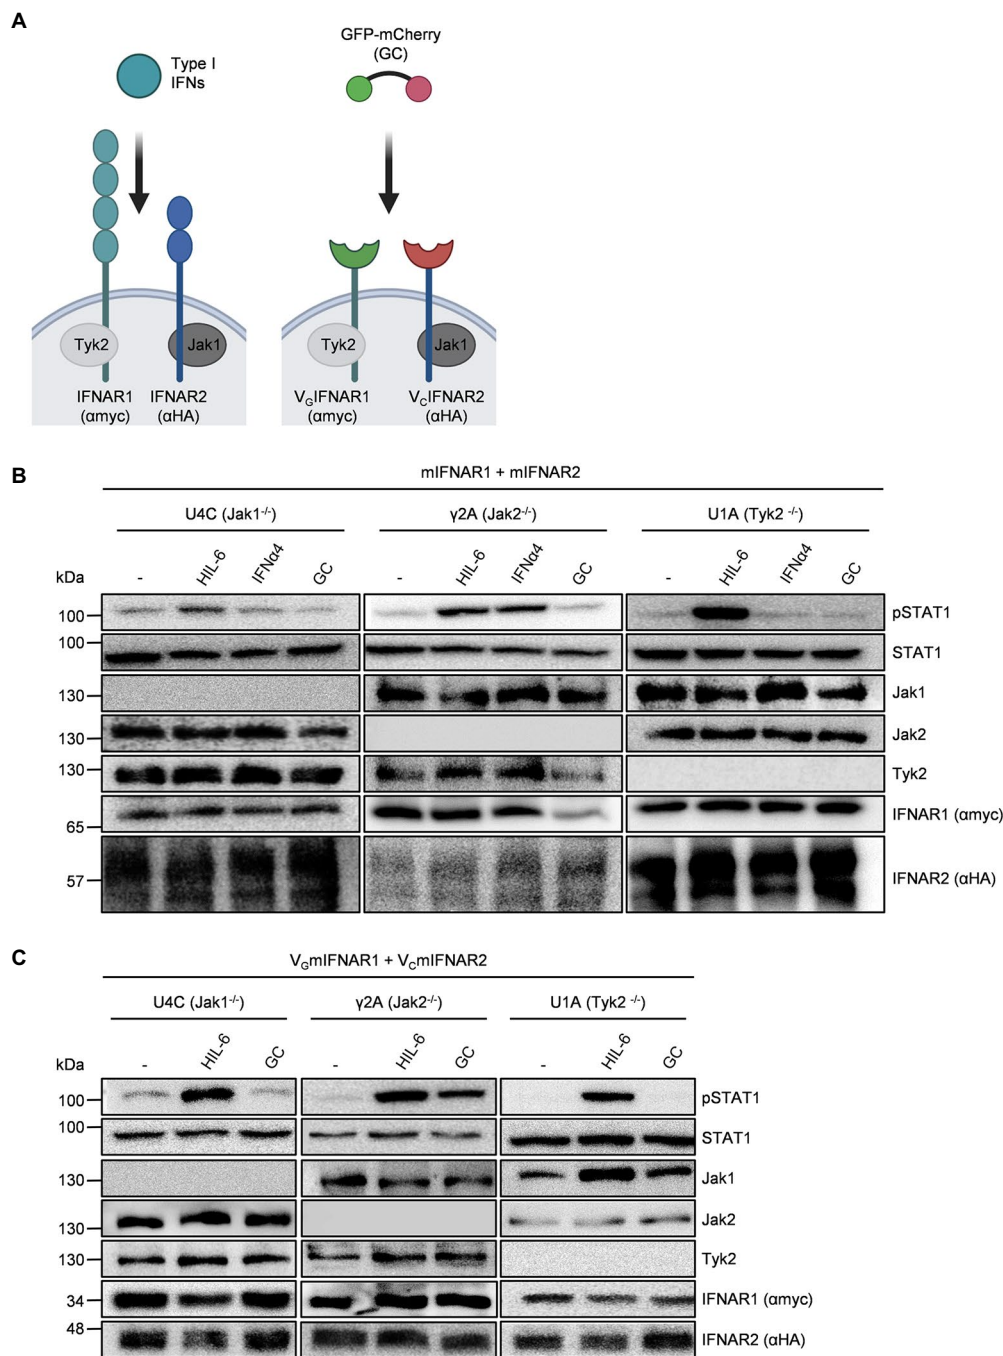 A
Type I
IFNs
GFP-mCherry
(GC)
Tyk2
Jak1
Tyk2
Jak1
IFNAR1
(αmyc)
IFNAR2
(αHA)
V_GIFNAR1
(αmyc)
V_CIFNAR2
(αHA)
B
mIFNAR1 + mIFNAR2
U4C (Jak1-/-)
γ2A (Jak2-/-)
U1A (Tyk2 -/-)
kDa
- HIL-6 IFNα4 GC
- HIL-6 IFNα4 GC
- HIL-6 IFNα4 GC
100 pSTAT1
100 STAT1
130 Jak1
130 Jak2
130 Tyk2
65 IFNAR1 (αmyc)
57 IFNAR2 (αHA)
C
V_GmIFNAR1 + V_CmIFNAR2
U4C (Jak1-/-)
γ2A (Jak2-/-)
U1A (Tyk2 -/-)
kDa
- HIL-6 GC
- HIL-6 GC
- HIL-6 GC
100 pSTAT1
100 STAT1
130 Jak1
130 Jak2
130 Tyk2
34 IFNAR1 (αmyc)
48 IFNAR2 (αHA)